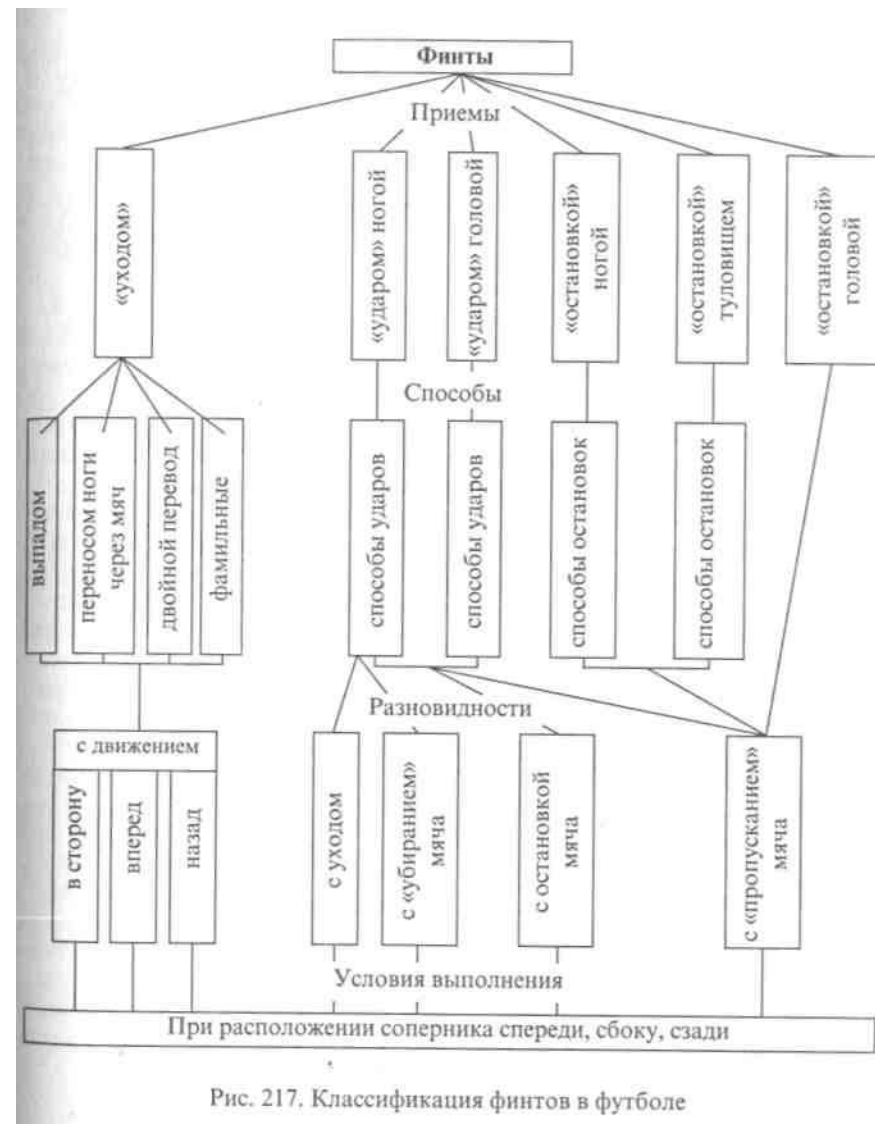 Финты
Приемы
«уходом»
«ударом» ногой
«ударом» головой
«остановкой»
ногой
«остановкой»
туловищем
«остановкой»
головой
Способы
выпадом
переносом ноги
через мяч
двойной перевод
фамильные
способы ударов
способы ударов
способы остановок
способы остановок
Разновидности
с движением
в сторону
вперед
назад
с уходом
с «убиранием»
мяча
с остановкой
мяча
с «пропусканием»
мяча
Условия выполнения
При расположении соперника спереди, сбоку, сзади
Рис. 217. Классификация финтов в футболе